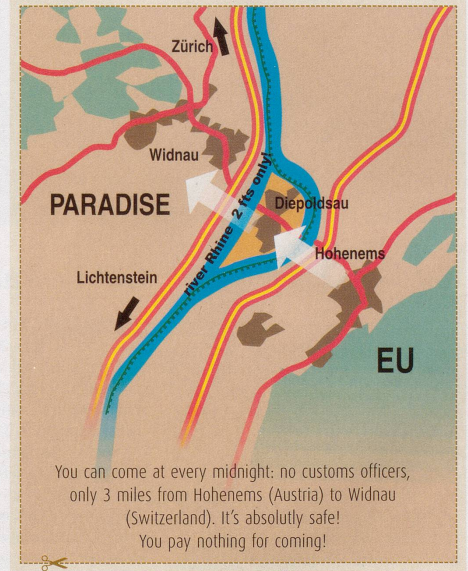 Zürich
Widnau
PARADISE
river Rhine 2 fts only!
Diepoldsau
Hohenems
Lichtenstein
EU
You can come at every midnight: no customs officers,
only 3 miles from Hohenems (Austria) to Widnau
(Switzerland). It's absolutly safe!
You pay nothing for coming!